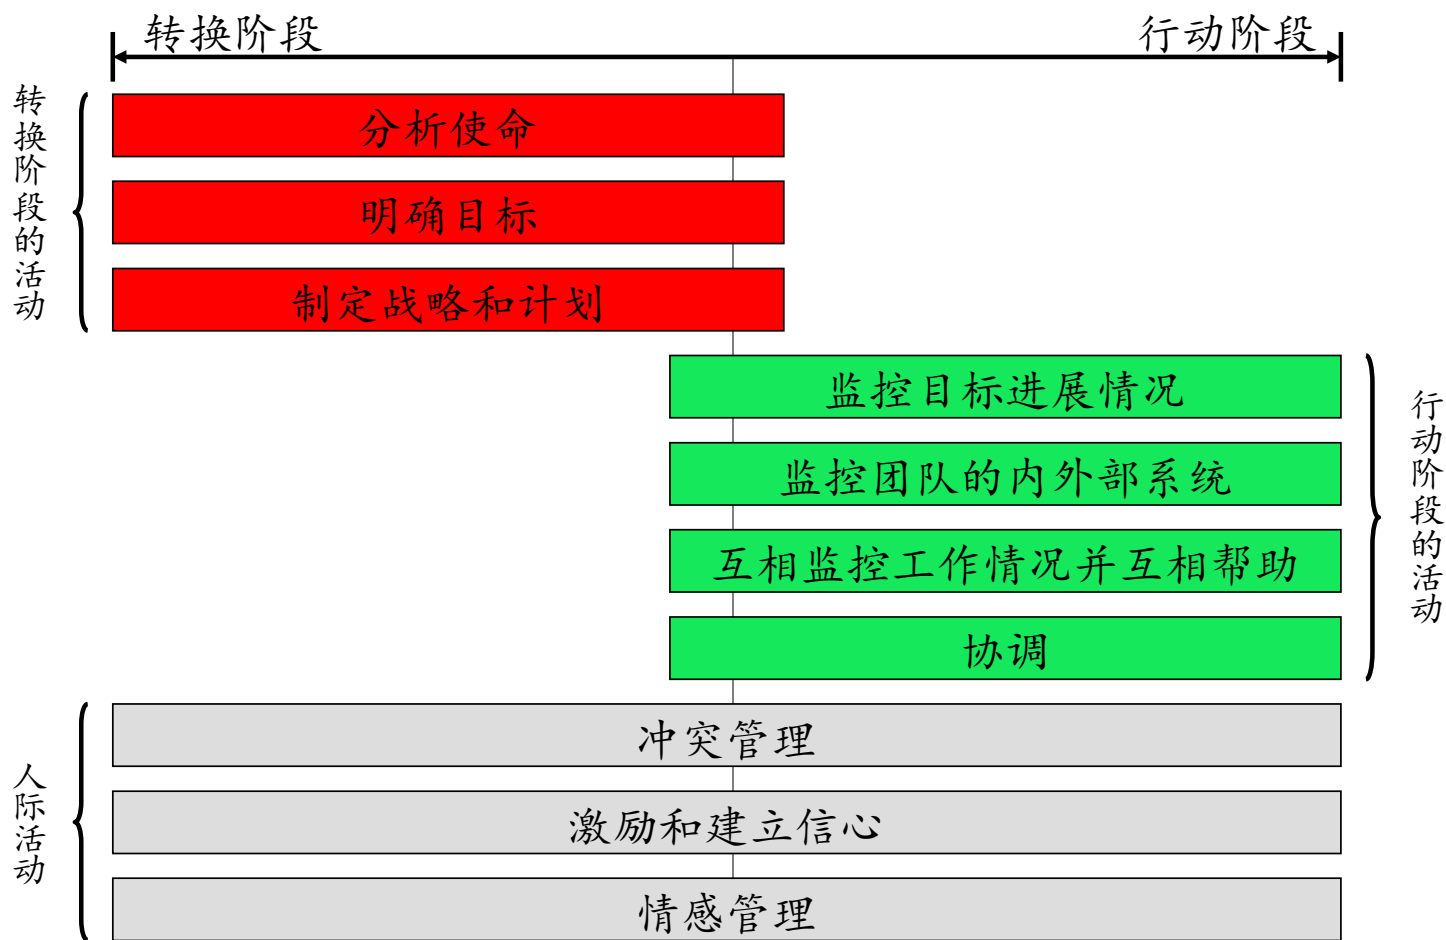 转换阶段
行动阶段
转换阶段的活动
分析使命
明确目标
制定战略和计划
监控目标进展情况
监控团队的内外部系统
互相监控工作情况并互相帮助
协调
行动阶段的活动
人际活动
冲突管理
激励和建立信心
情感管理